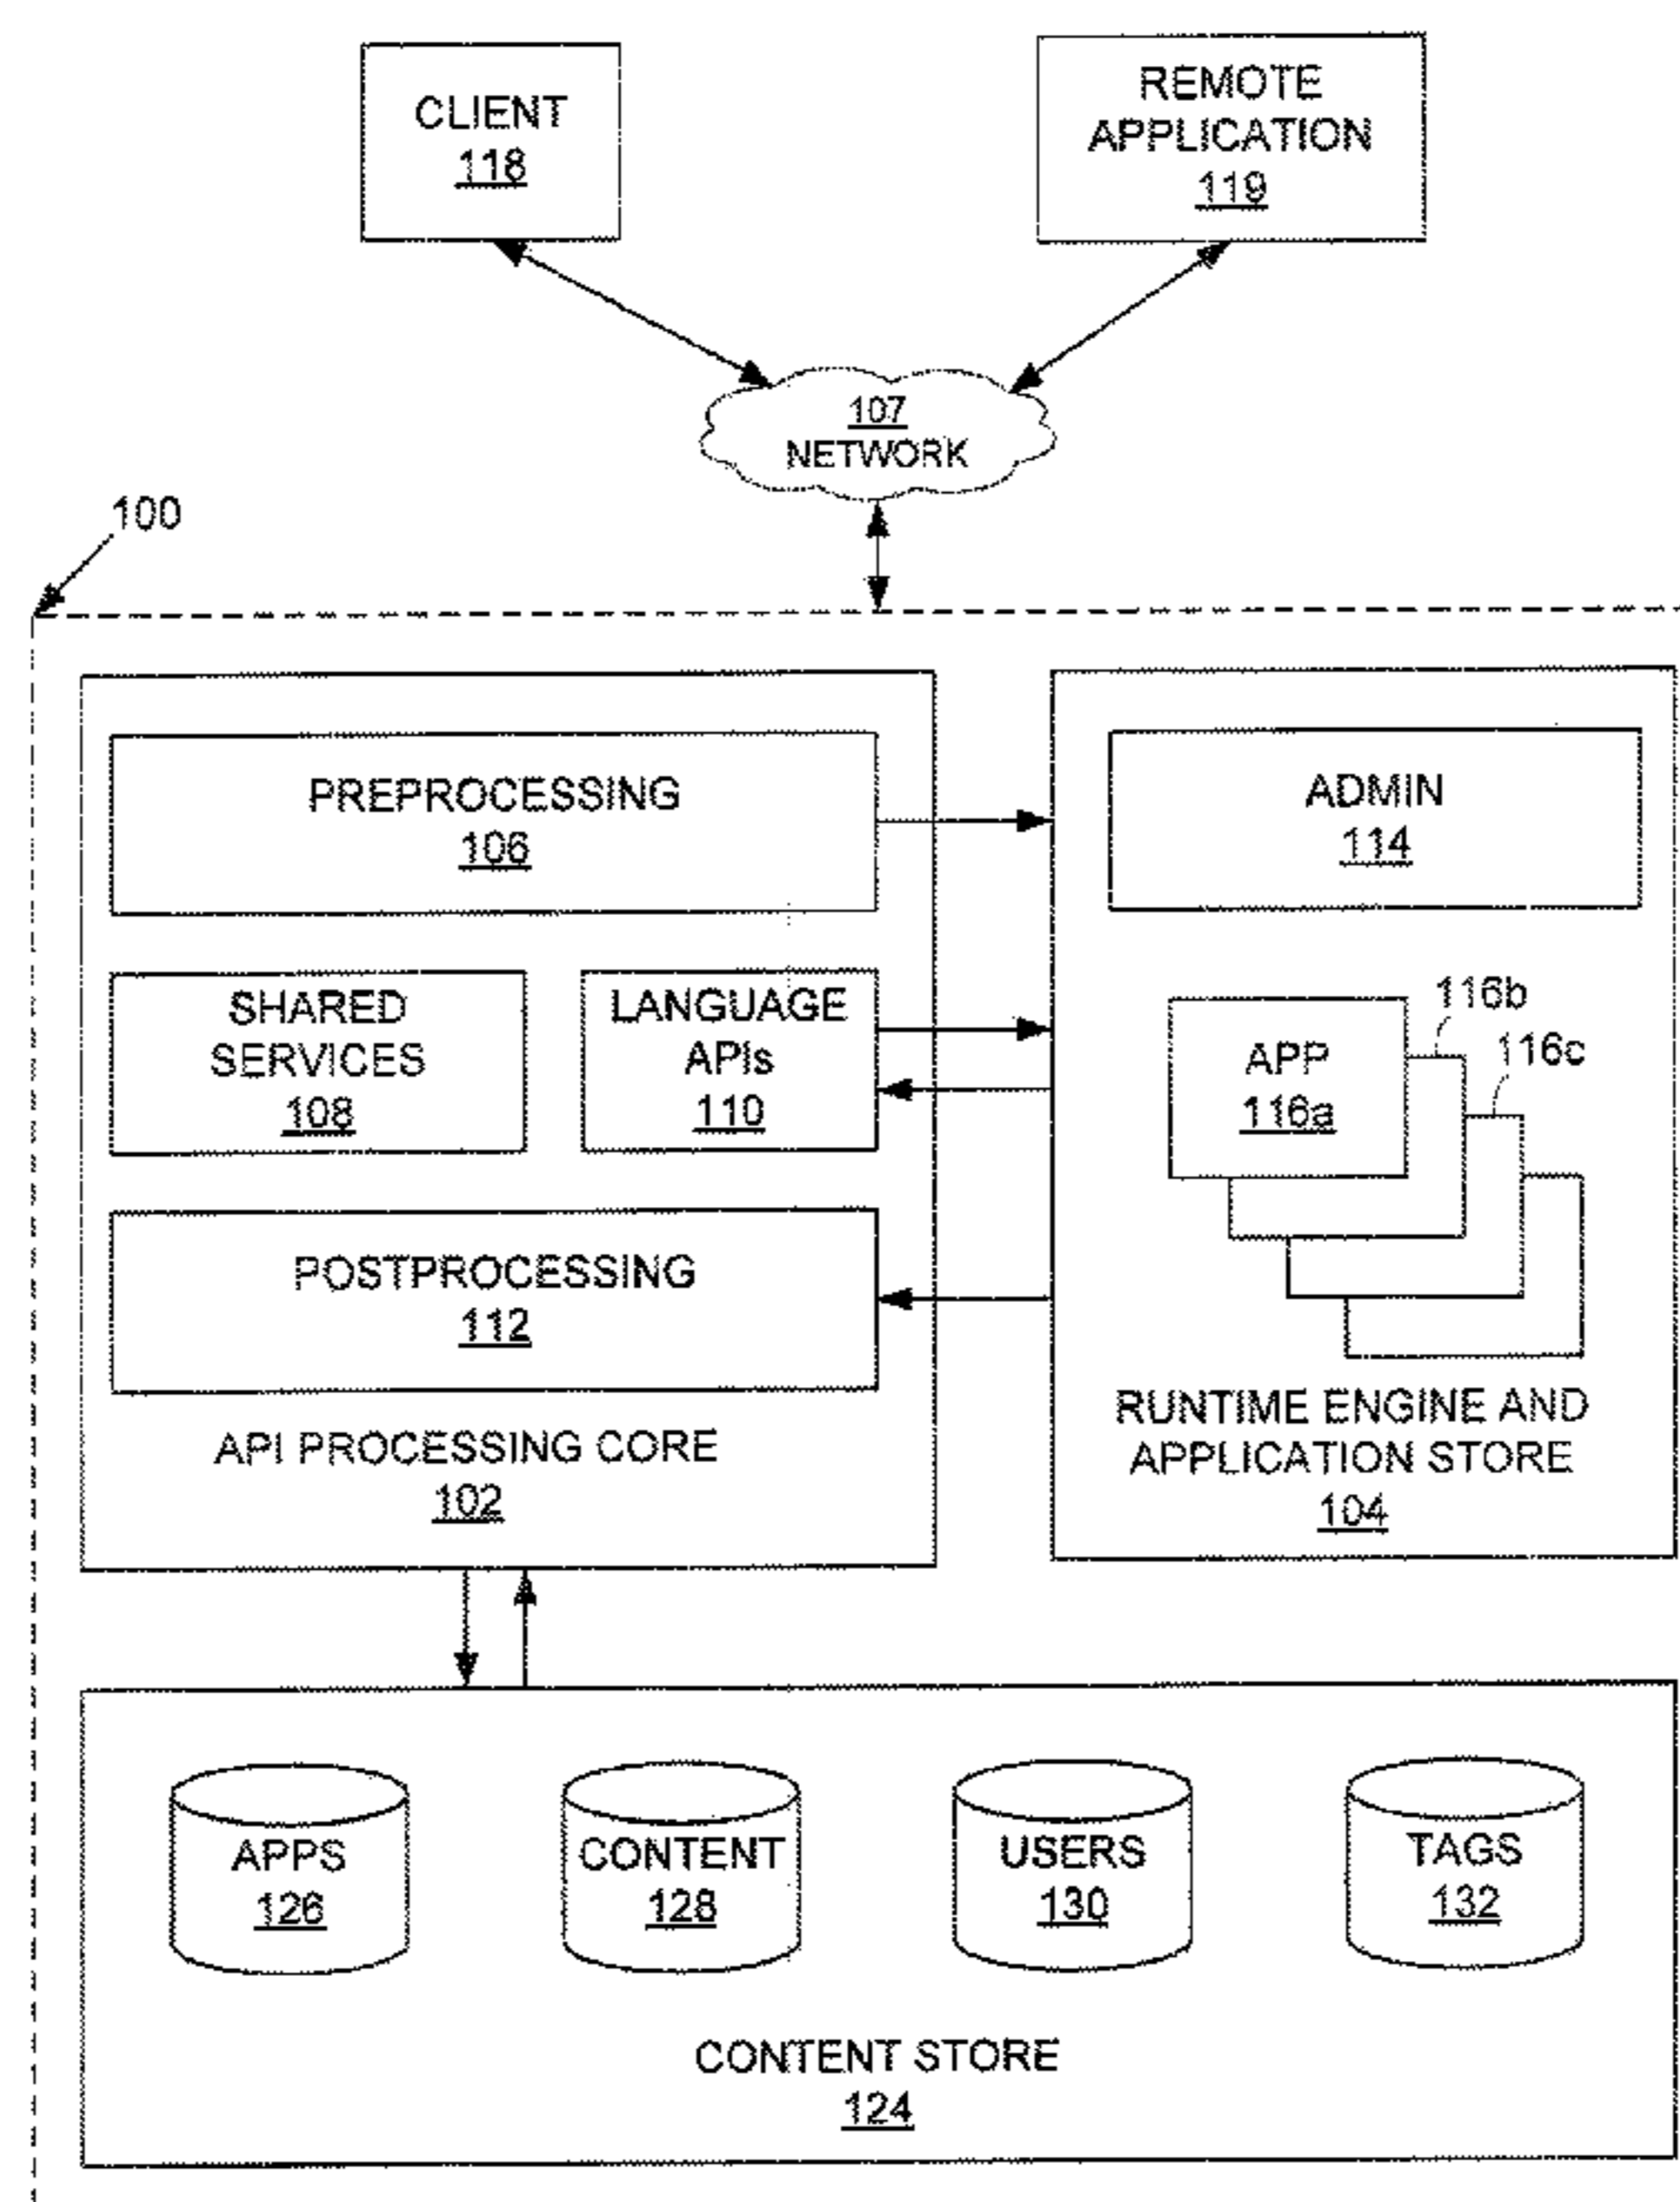 CLIENT
118
REMOTE
APPLICATION
119
107
NETWORK
100
PREPROCESSING
106
ADMIN
114
SHARED
SERVICES
108
LANGUAGE
APIs
110
116b
116c
APP
116a
POSTPROCESSING
112
API PROCESSING CORE
102
RUNTIME ENGINE AND
APPLICATION STORE
104
APPS
126
CONTENT
128
USERS
130
TAGS
132
CONTENT STORE
124